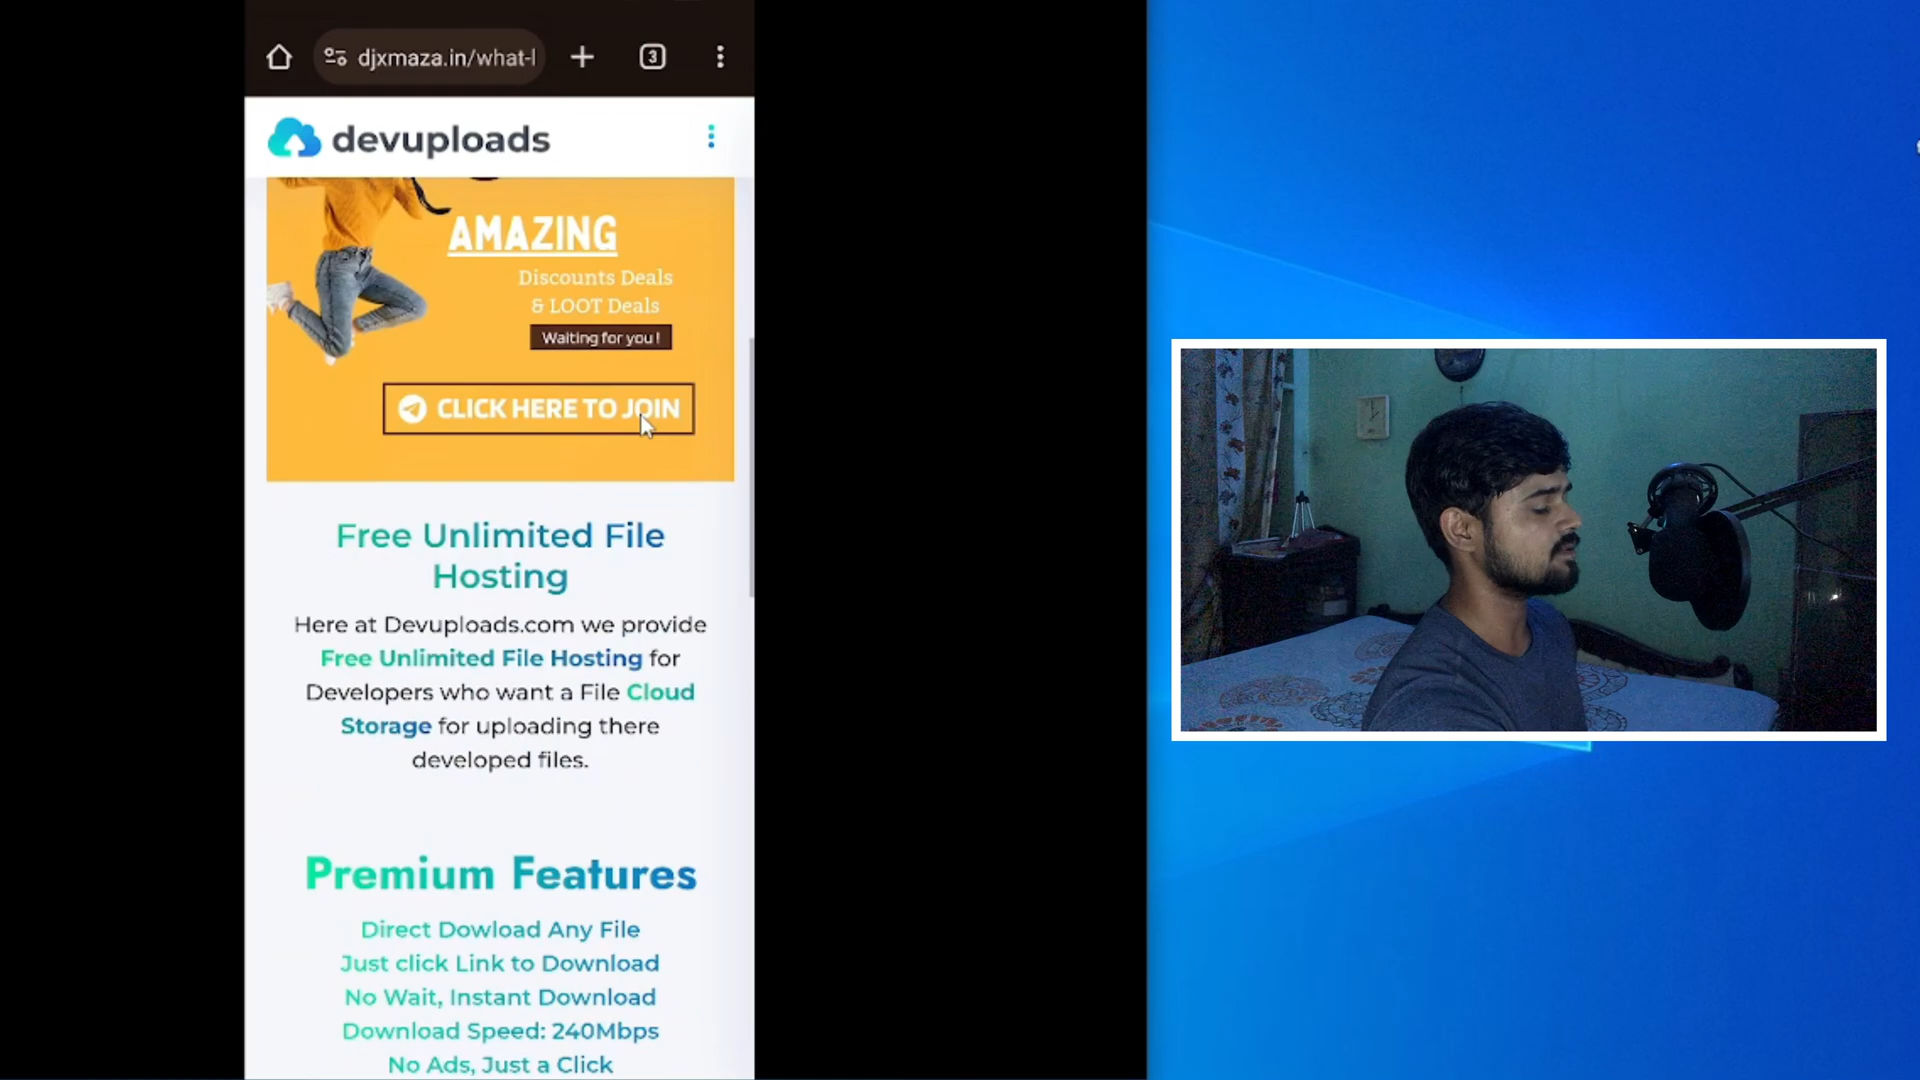 djxmaza.in/what-l
3
devuploads
AMAZING
Discounts Deals
& LOOT Deals
Waiting for you !
CLICK HERE TO JOIN
Free Unlimited File
Hosting
Here at Devuploads.com we provide
Free Unlimited File Hosting for
Developers who want a File Cloud
Storage for uploading there
developed files.
Premium Features
Direct Dowload Any File
Just click Link to Download
No Wait, Instant Download
Download Speed: 240Mbps
No Ads, Just a Click